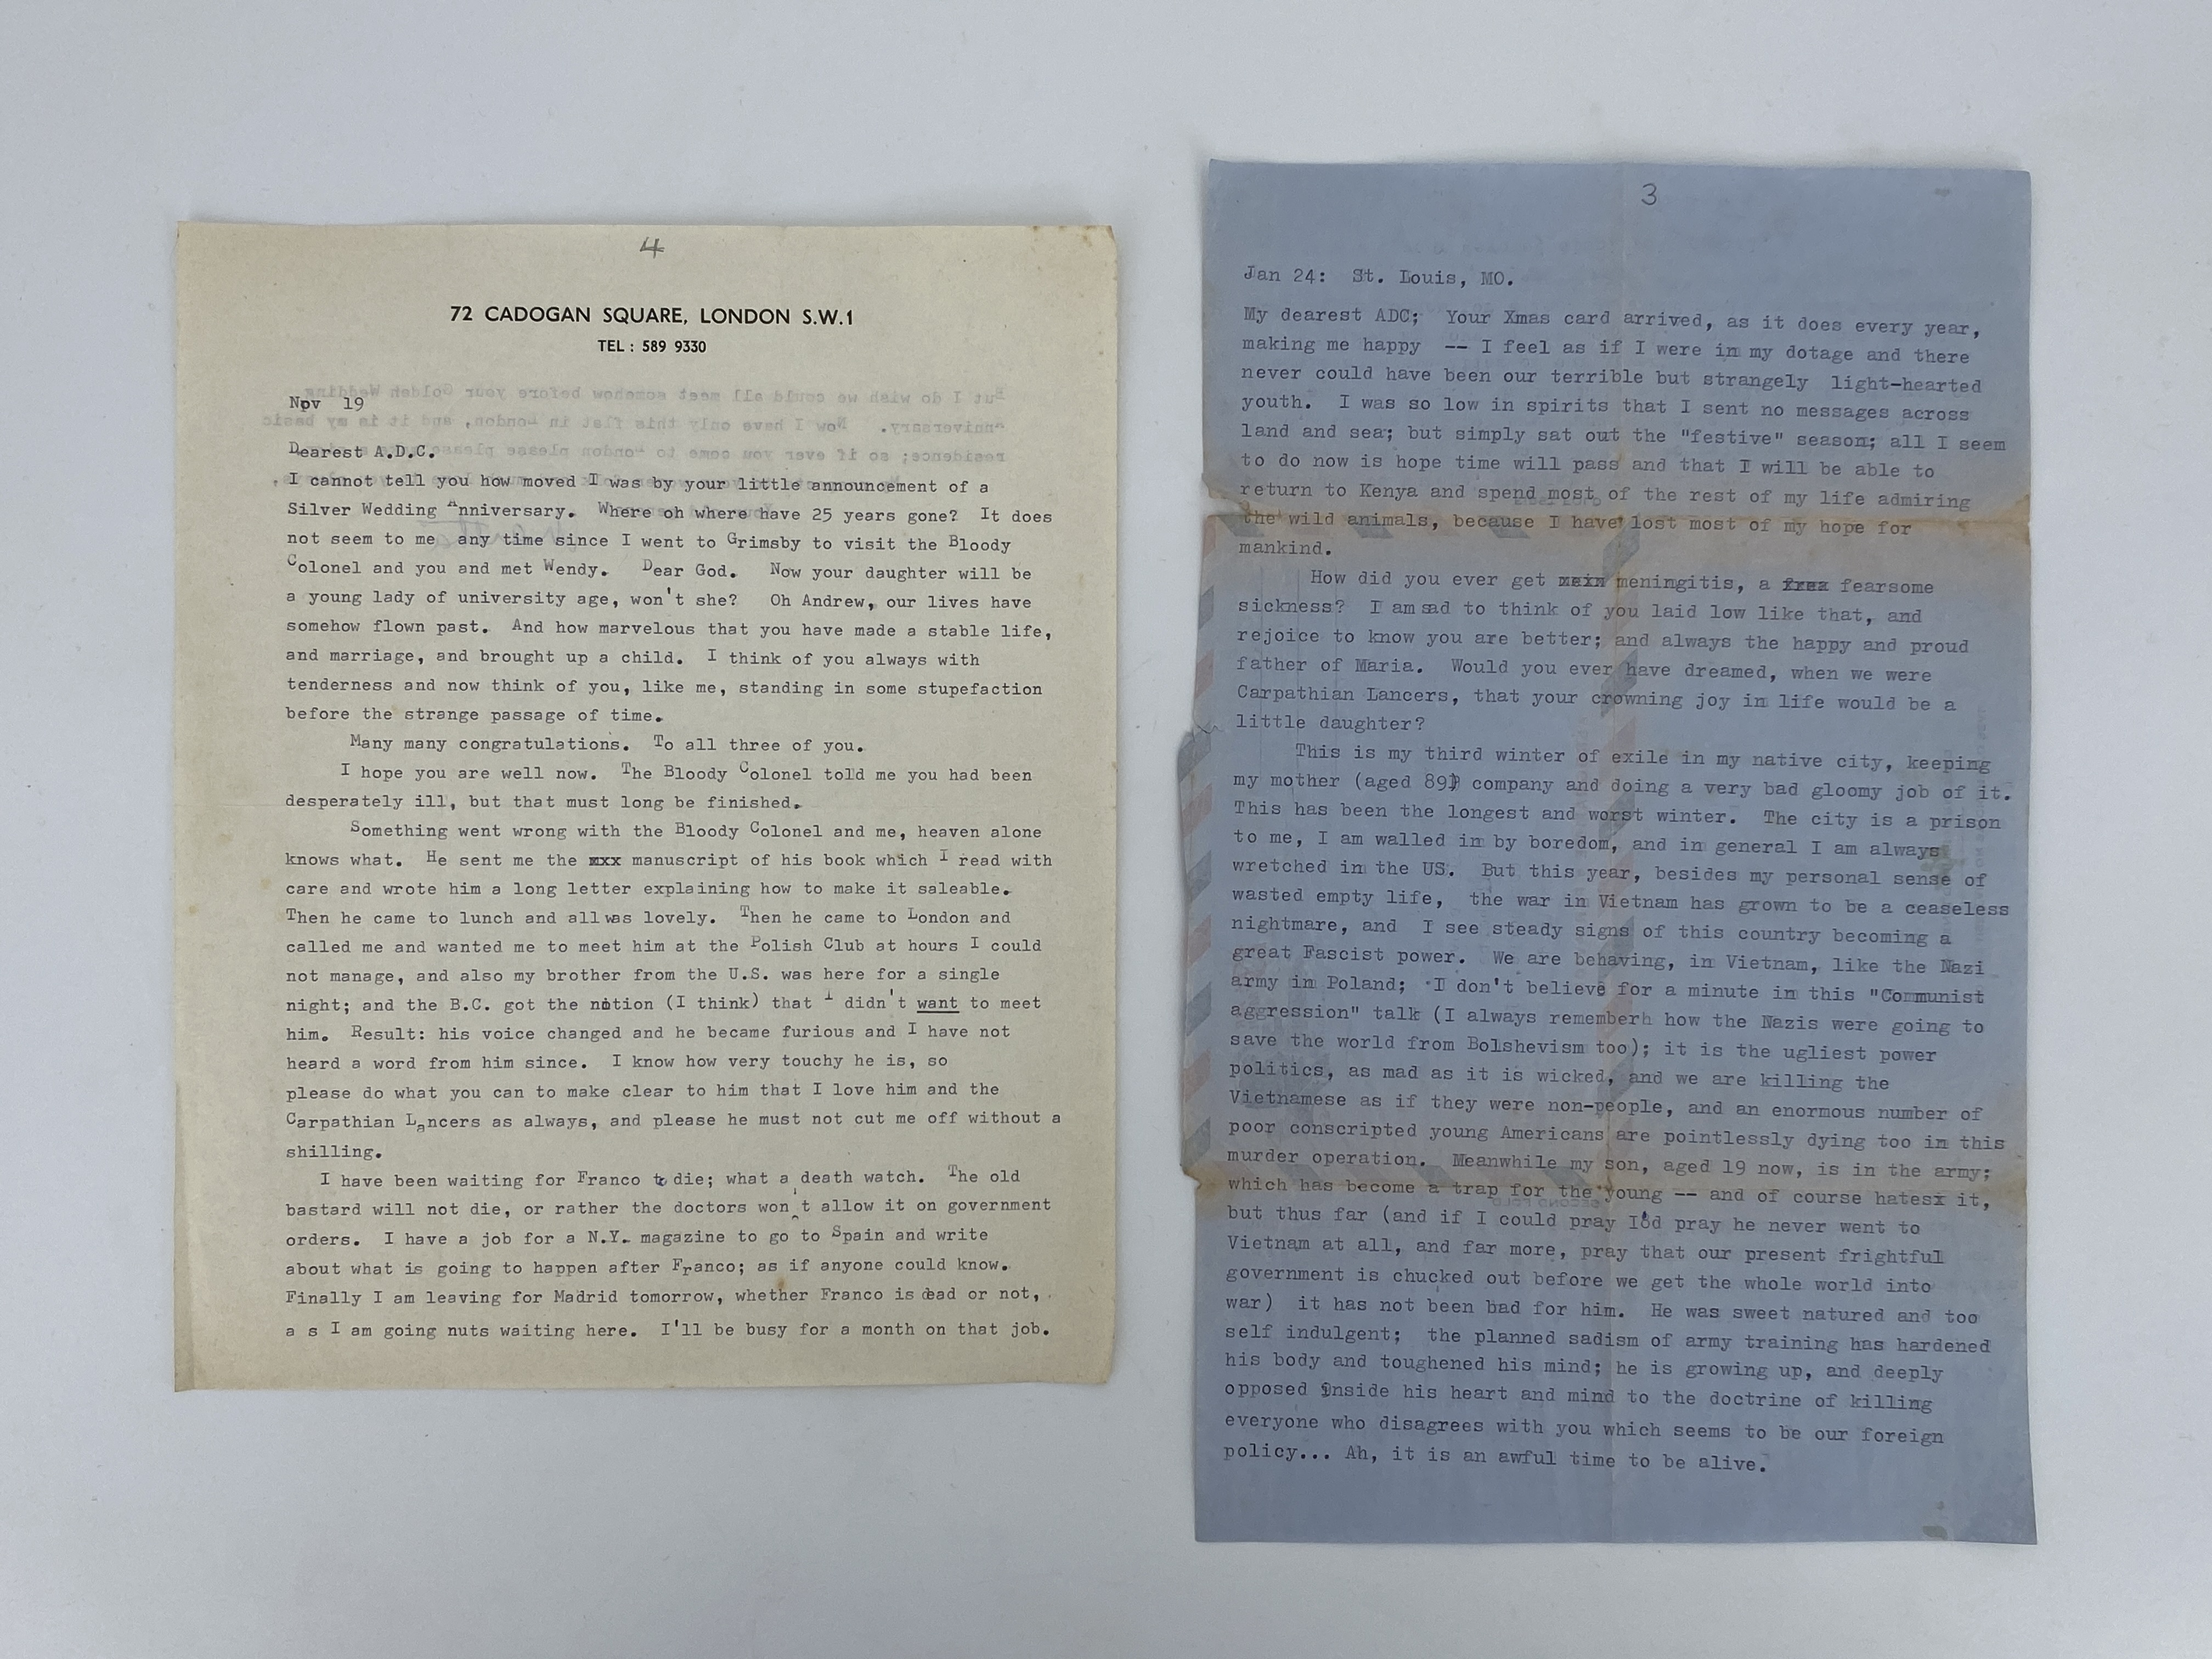 4
72 CADOGAN SQUARE, LONDON S.W.1
TEL : 589 9330
Nov 19
Dearest A.D.C.
I cannot tell you how moved I was by your little announcement of a
Silver Wedding Anniversary. Where oh where have 25 years gone? It does
not seem to me any time since I went to Grimsby to visit the Bloody
Colonel and you and met Wendy. Dear God. Now your daughter will be
a young lady of university age, won't she? Oh Andrew, our lives have
somehow flown past. And how marvelous that you have made a stable life,
and marriage, and brought up a child. I think of you always with
tenderness and now think of you, like me, standing in some stupefaction
before the strange passage of time.
Many many congratulations. To all three of you.
I hope you are well now. The Bloody Colonel told me you had been
desperately ill, but that must long be finished.
Something went wrong with the Bloody Colonel and me, heaven alone
knows what. He sent me the xxx manuscript of his book which I read with
care and wrote him a long letter explaining how to make it saleable.
Then he came to lunch and all was lovely. Then he came to London and
called me and wanted me to meet him at the Polish Club at hours I could
not manage, and also my brother from the U.S. was here for a single
night; and the B.C. got the notion (I think) that I didn't want to meet
him. Result: his voice changed and he became furious and I have not
heard a word from him since. I know how very touchy he is, so
please do what you can to make clear to him that I love him and the
Carpathian Lancers as always, and please he must not cut me off without a
shilling.
I have been waiting for Franco to die; what a death watch. The old
bastard will not die, or rather the doctors won't allow it on government
orders. I have a job for a N.Y. magazine to go to Spain and write
about what is going to happen after Franco; as if anyone could know.
Finally I am leaving for Madrid tomorrow, whether Franco is dead or not,
a s I am going nuts waiting here. I'll be busy for a month on that job.
3
Jan 24: St. Louis, MO.
My dearest ADC; Your Xmas card arrived, as it does every year,
making me happy -- I feel as if I were in my dotage and there
never could have been our terrible but strangely light-hearted
youth. I was so low in spirits that I sent no messages across
land and sea; but simply sat out the "festive" season; all I seem
to do now is hope time will pass and that I will be able to
return to Kenya and spend most of the rest of my life admiring
the wild animals, because I have lost most of my hope for
mankind.
How did you ever get mein meningitis, a frea fearsome
sickness? I am sad to think of you laid low like that, and
rejoice to know you are better; and always the happy and proud
father of Maria. Would you ever have dreamed, when we were
Carpathian Lancers, that your crowning joy in life would be a
little daughter?
This is my third winter of exile in my native city, keeping
my mother (aged 89) company and doing a very bad gloomy job of it.
This has been the longest and worst winter. The city is a prison
to me, I am walled in by boredom, and in general I am always
wretched in the US. But this year, besides my personal sense of
wasted empty life, the war in Vietnam has grown to be a ceaseless
nightmare, and I see steady signs of this country becoming a
great Fascist power. We are behaving, in Vietnam, like the Nazi
army in Poland; I don't believe for a minute in this "Communist
aggression" talk (I always rememberh how the Nazis were going to
save the world from Bolshevism too); it is the ugliest power
politics, as mad as it is wicked, and we are killing the
Vietnamese as if they were non-people, and an enormous number of
poor conscripted young Americans are pointlessly dying too in this
murder operation. Meanwhile my son, aged 19 now, is in the army;
which has become a trap for the young -- and of course hatesx it,
but thus far (and if I could pray I'd pray he never went to
Vietnam at all, and far more, pray that our present frightful
government is chucked out before we get the whole world into
war) it has not been bad for him. He was sweet natured and too
self indulgent; the planned sadism of army training has hardened
his body and toughened his mind; he is growing up, and deeply
opposed inside his heart and mind to the doctrine of killing
everyone who disagrees with you which seems to be our foreign
policy... Ah, it is an awful time to be alive.